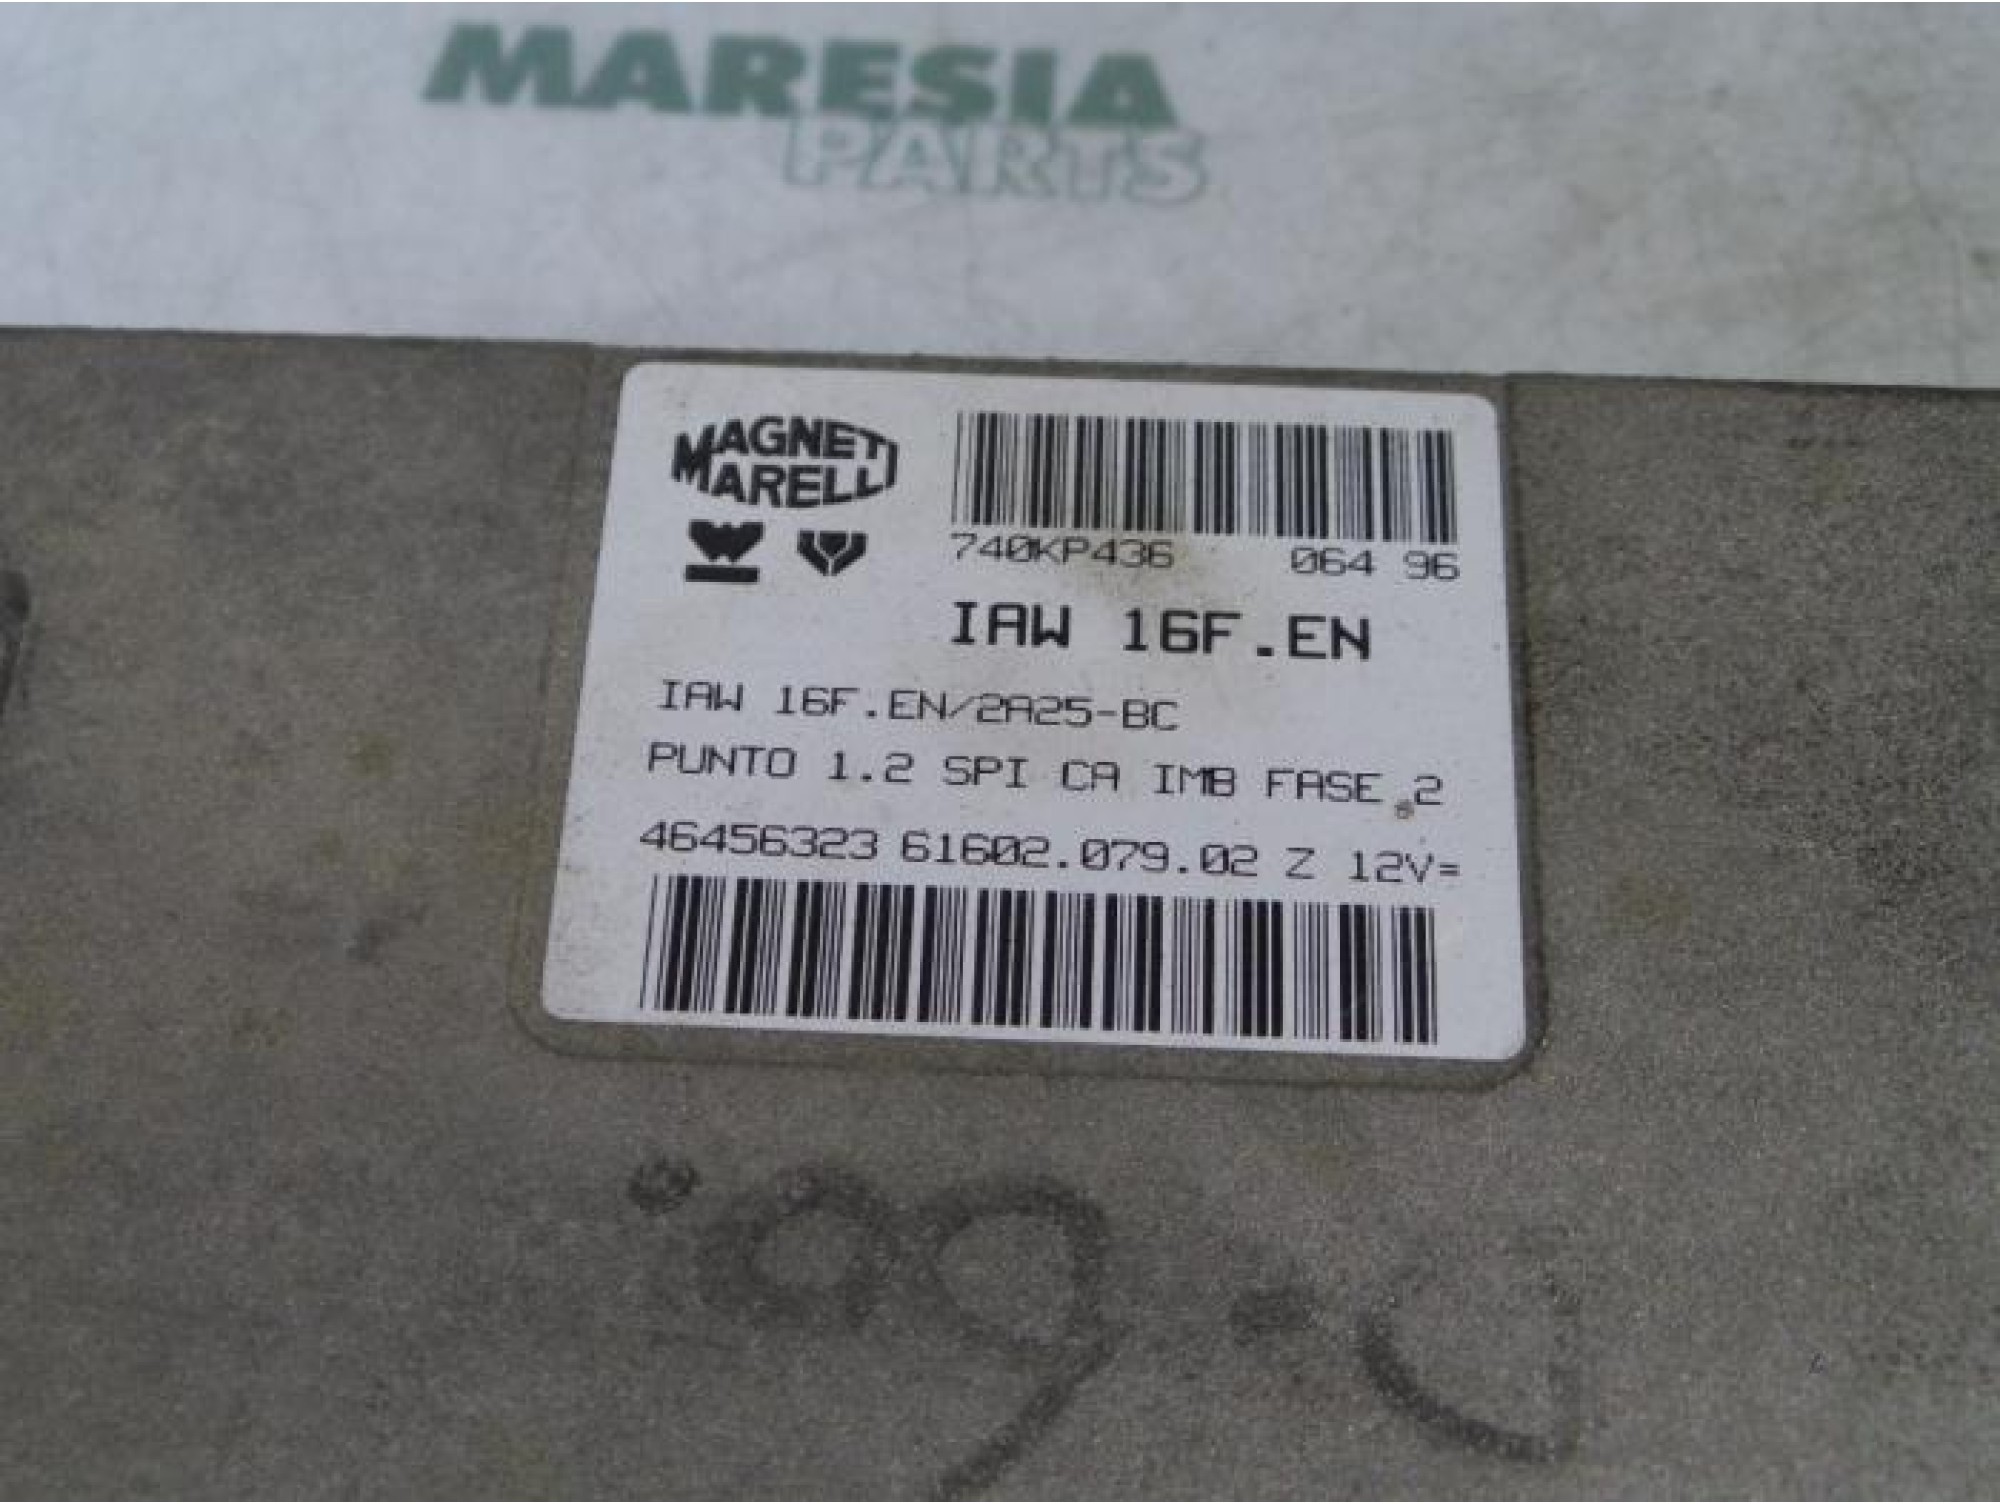 MARESIA
PARTS
MAGNETI
MARELLI
740KP436 064 96
IAW 16F.EN
IAW 16F.EN/2A25-BC
PUNTO 1.2 SPI CA IMB FASE 2
46456323 61602.079.02 Z 12V=